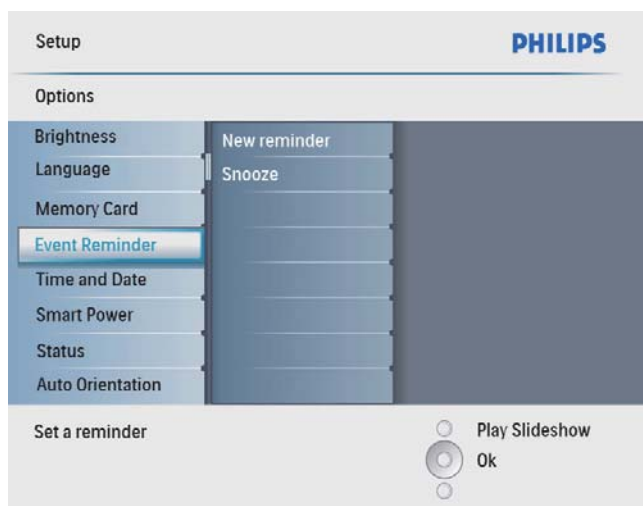 Setup
PHILIPS
Options
Brightness
Language
Memory Card
Event Reminder
Time and Date
Smart Power
Status
Auto Orientation
New reminder
Snooze
Set a reminder
Play Slideshow
Ok